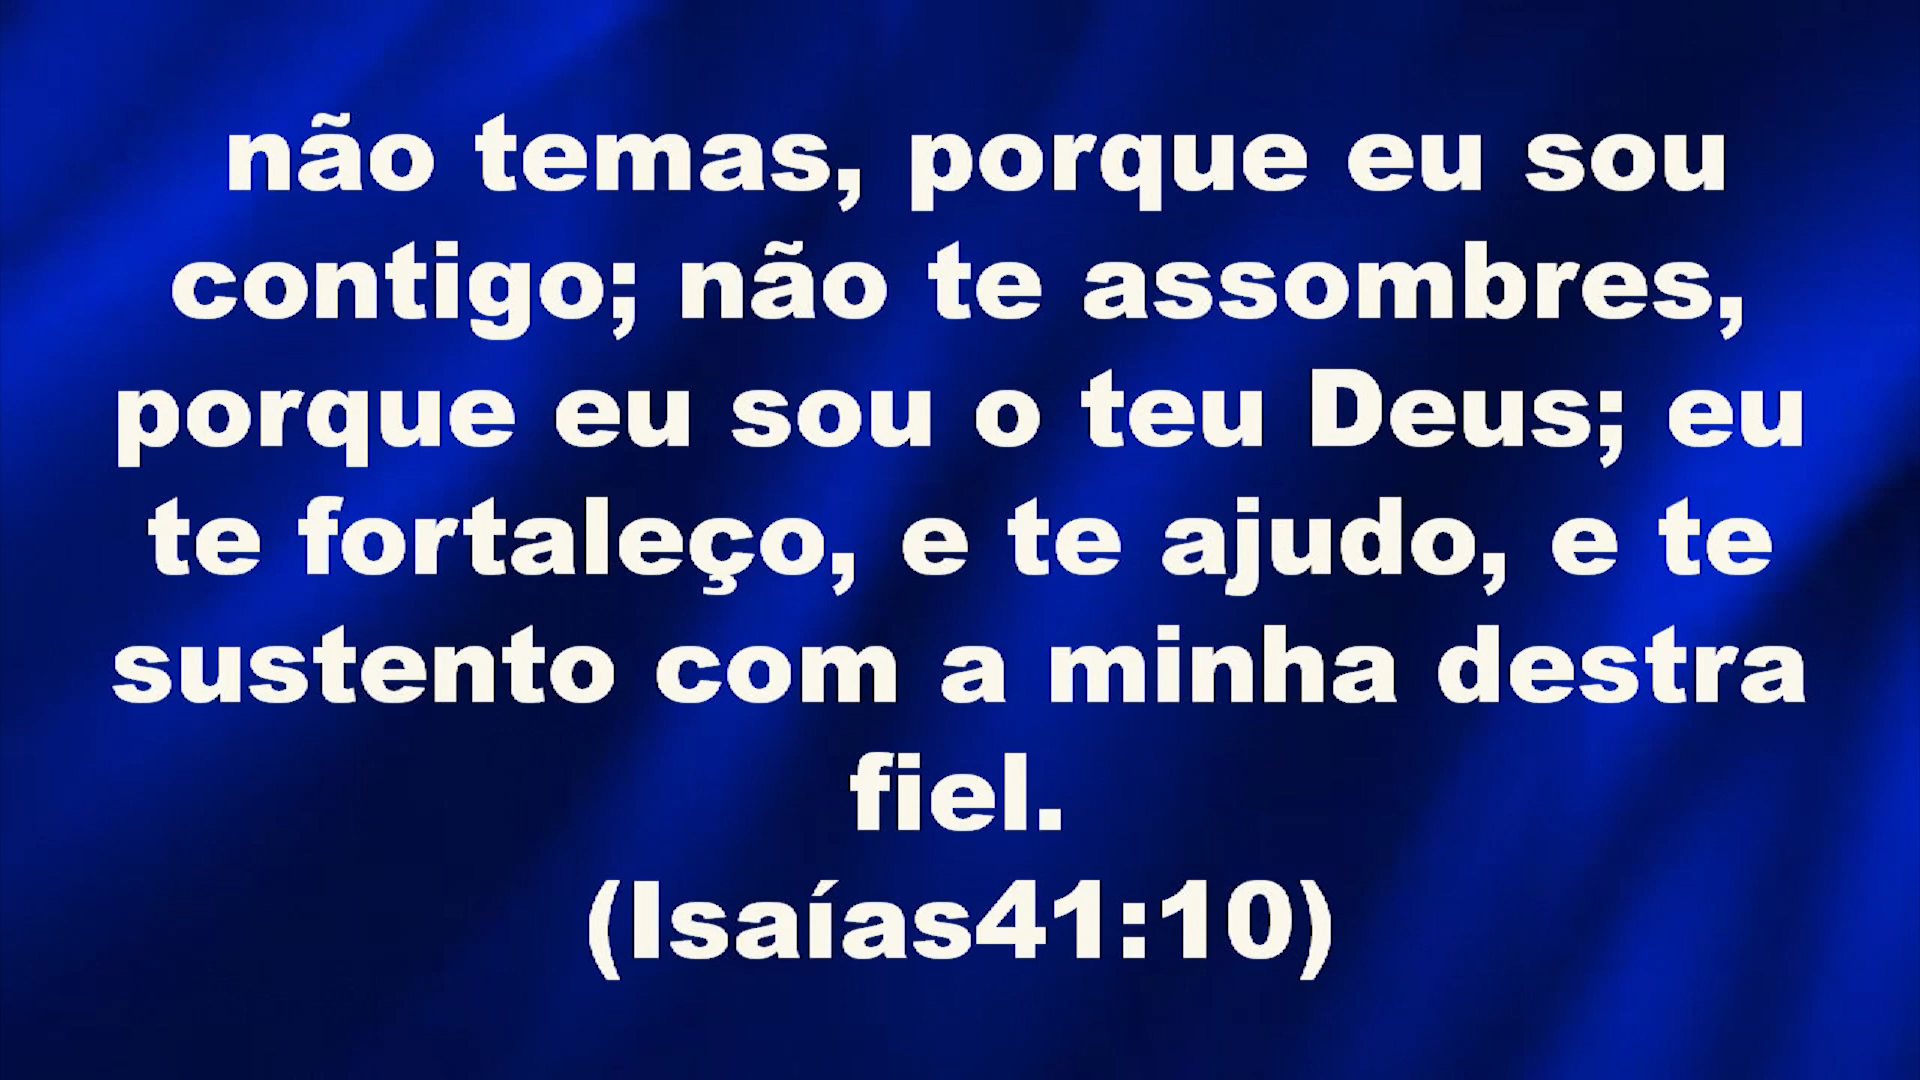 não temas, porque eu sou
contigo; não te assombres,
porque eu sou o teu Deus; eu
te fortaleço, e te ajudo, e te
sustento com a minha destra
fiel.
(Isaías41:10)